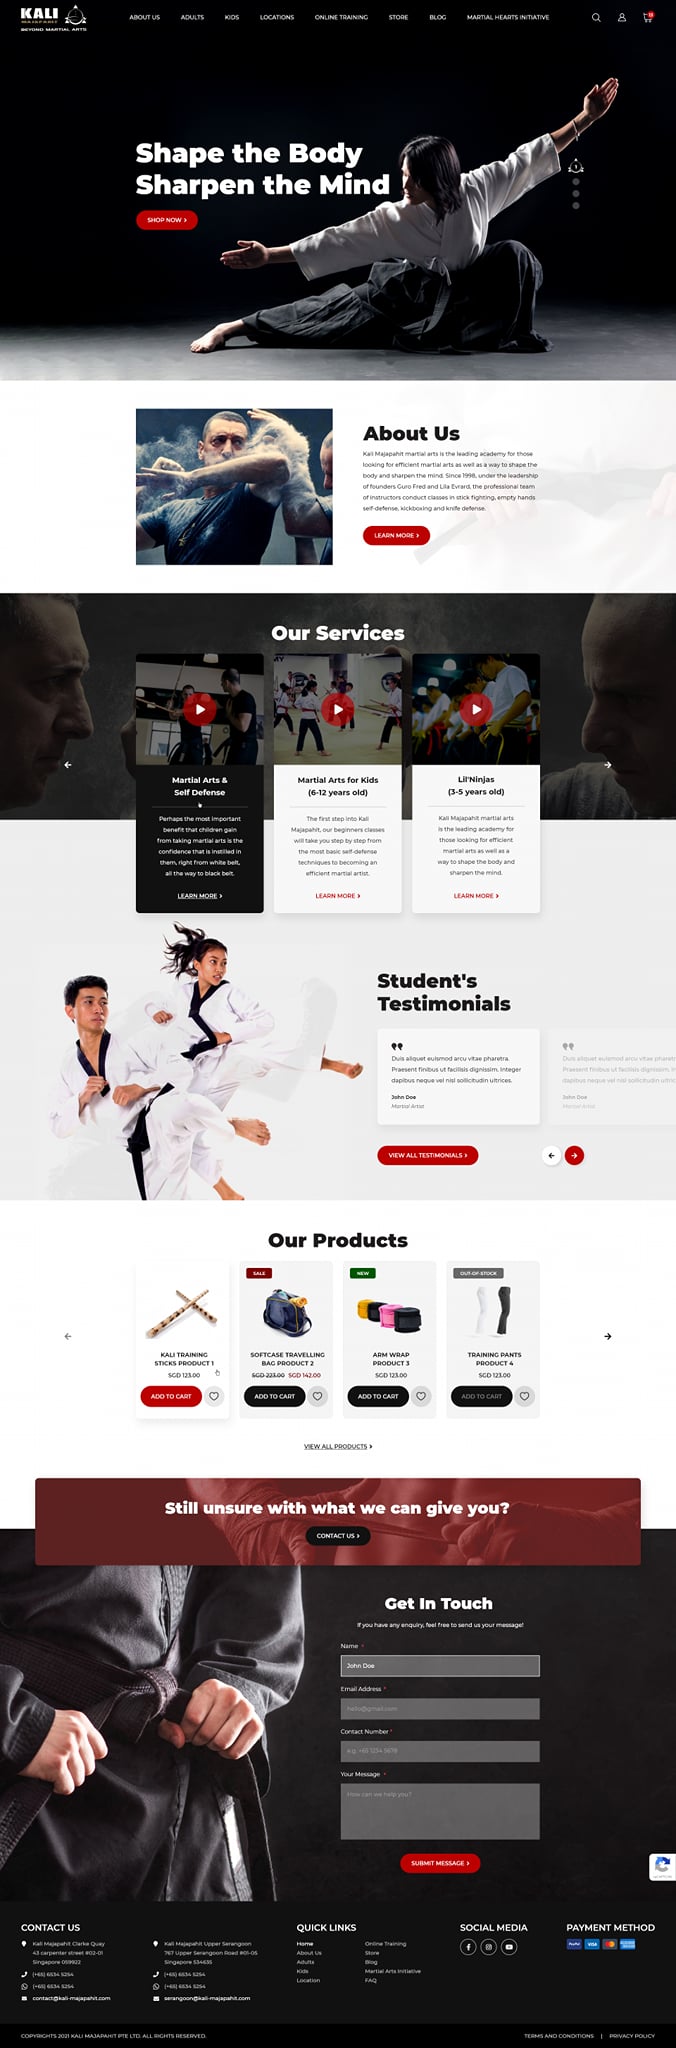 KALI
MAJAPAHIT
BEYOND MARTIAL ARTS
ABOUT US
ADULTS
KIDS
LOCATIONS
ONLINE TRAINING
STORE
BLOG
MARTIAL HEARTS INITIATIVE
Shape the Body
Sharpen the Mind
SHOP NOW
1
About Us
Kali Majapahit martial arts is the leading academy for those
looking for efficient martial arts as well as a way to shape the
body and sharpen the mind. Since 1998, under the leadership
of founders Guro Fred and Lila Evrard, the professional team
of instructors conduct classes in stick fighting, empty hands
self-defense, kickboxing and knife defense.
LEARN MORE
Our Services
Martial Arts &
Self Defense
Perhaps the most important
benefit that children gain
from taking martial arts is the
confidence that is instilled in
them, right from white belt,
all the way to black belt.
LEARN MORE
Martial Arts for Kids
(6-12 years old)
The first step into Kali
Majapahit, our beginners classes
will take you step by step from
the most basic self-defense
techniques to becoming an
efficient martial artist.
LEARN MORE
Lil'Ninjas
(3-5 years old)
Kali Majapahit martial arts
is the leading academy for
those looking for efficient
martial arts as well as a
way to shape the body and
sharpen the mind.
LEARN MORE
Student's
Testimonials
Duis aliquet euismod arcu vitae pharetra.
Praesent finibus ut facilisis dignissim. Integer
dapibus neque vel nisl sollicitudin ultrices.
John Doe
Martial Artist
Duis aliquet euismod arcu vitae pharetr
Praesent finibus ut facilisis dignissim. In
dapibus neque vel nisl sollicitudin ultric
John Doe
Martial Artist
VIEW ALL TESTIMONIALS
Our Products
KALI TRAINING
STICKS PRODUCT 1
SGD 123.00
ADD TO CART
SALE
SOFTCASE TRAVELLING
BAG PRODUCT 2
SGD 223.00 SGD 142.00
ADD TO CART
NEW
ARM WRAP
PRODUCT 3
SGD 123.00
ADD TO CART
OUT-OF-STOCK
TRAINING PANTS
PRODUCT 4
SGD 123.00
ADD TO CART
VIEW ALL PRODUCTS
Still unsure with what we can give you?
CONTACT US
Get In Touch
If you have any enquiry, feel free to send us your message!
Name *
John Doe
Email Address *
hello@gmail.com
Contact Number *
e.g. +65 1234 5678
Your Message *
How can we help you?
SUBMIT MESSAGE
CONTACT US
Kali Majapahit Clarke Quay
43 carpenter street #02-01
Singapore 059922
(+65) 6534 5254
(+65) 6534 5254
contact@kali-majapahit.com
Kali Majapahit Upper Serangoon
767 Upper Serangoon Road #01-05
Singapore 534635
(+65) 6534 5254
(+65) 6534 5254
serangoon@kali-majapahit.com
QUICK LINKS
Home
About Us
Adults
Kids
Location
Online Training
Store
Blog
Martial Arts Initiative
FAQ
SOCIAL MEDIA
PAYMENT METHOD
PayPal
VISA
COPYRIGHTS 2021 KALI MAJAPAHIT PTE LTD. ALL RIGHTS RESERVED.
TERMS AND CONDITIONS | PRIVACY POLICY